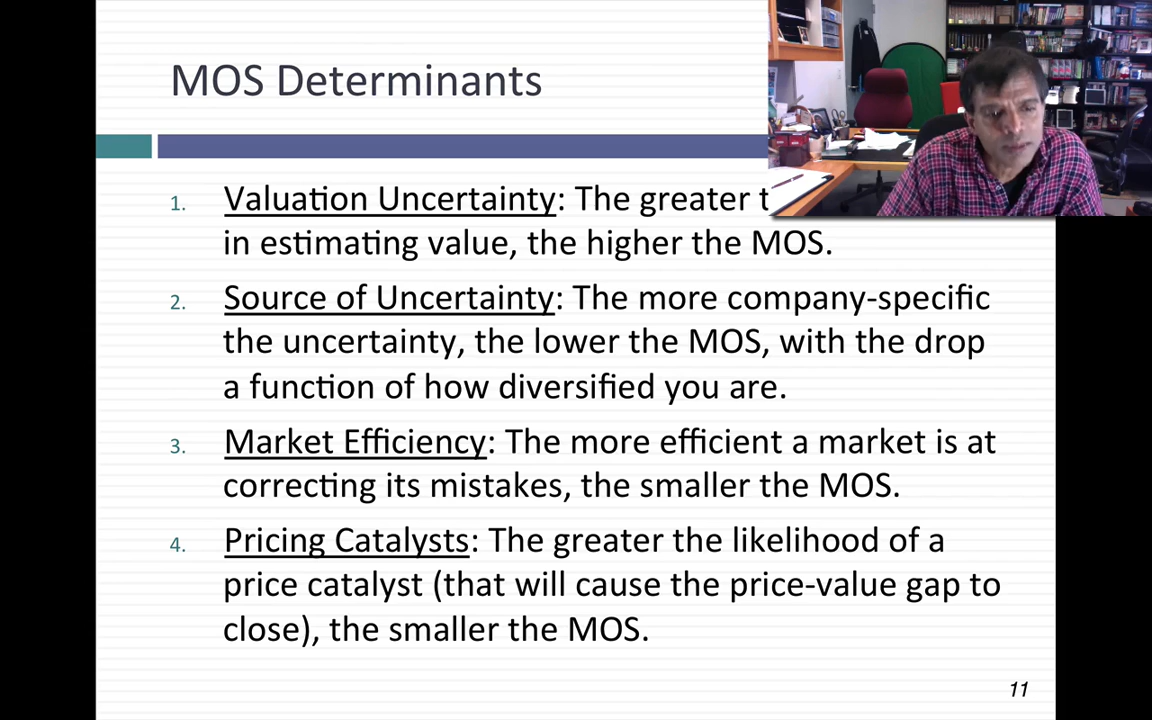 MOS Determinants
1. Valuation Uncertainty: The greater
in estimating value, the higher the MOS.
2. Source of Uncertainty: The more company-specific
the uncertainty, the lower the MOS, with the drop
a function of how diversified you are.
3. Market Efficiency: The more efficient a market is at
correcting its mistakes, the smaller the MOS.
4. Pricing Catalysts: The greater the likelihood of a
price catalyst (that will cause the price-value gap to
close), the smaller the MOS.
11